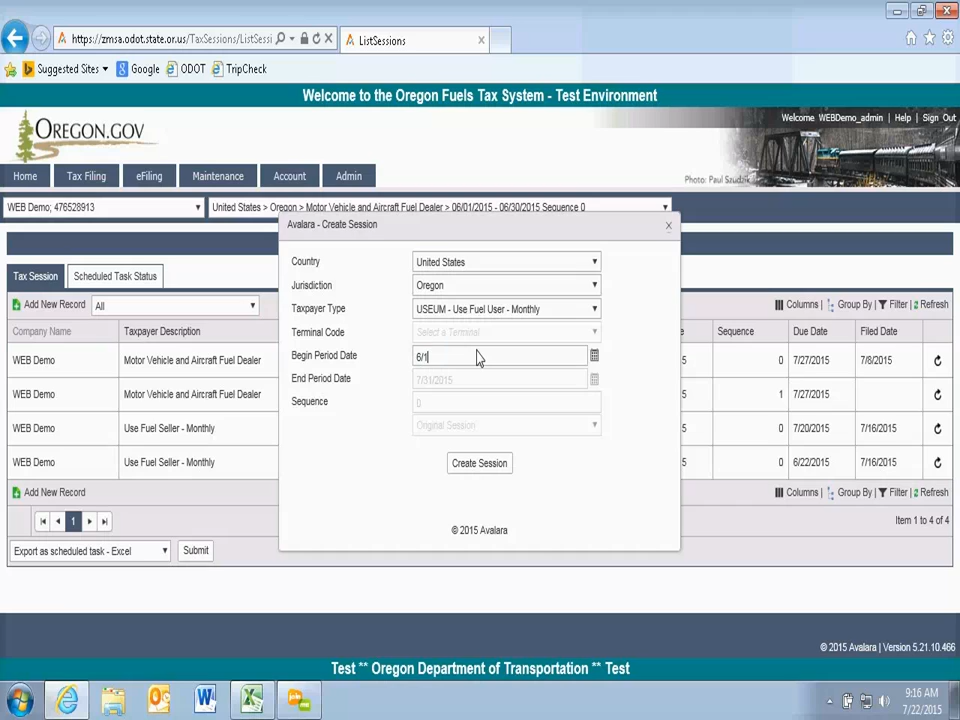 https://zmsa.odot.state.or.us/TaxSessions/ListSessi
ListSessions
Suggested Sites Google ODOT TripCheck
Welcome to the Oregon Fuels Tax System - Test Environment
OREGON.GOV
Welcome WEBDemo_admin | Help | Sign Out
Home Tax Filing eFiling Maintenance Account Admin
Photo: Paul Szudzik
WEB Demo; 476528913 United States > Oregon > Motor Vehicle and Aircraft Fuel Dealer > 06/01/2015 - 06/30/2015 Sequence 0
Avalara - Create Session X
Country United States
Jurisdiction Oregon
Taxpayer Type USEUM - Use Fuel User - Monthly
Terminal Code Select a Terminal
Begin Period Date 6/1
End Period Date 7/31/2015
Sequence 0
Original Session
Create Session
© 2015 Avalara
Tax Session Scheduled Task Status
Add New Record All Columns | Group By | Filter | Refresh
Company Name Taxpayer Description Sequence Due Date Filed Date
WEB Demo Motor Vehicle and Aircraft Fuel Dealer 5 0 7/27/2015 7/8/2015
WEB Demo Motor Vehicle and Aircraft Fuel Dealer 5 1 7/27/2015
WEB Demo Use Fuel Seller - Monthly 5 0 7/20/2015 7/16/2015
WEB Demo Use Fuel Seller - Monthly 5 0 6/22/2015 7/16/2015
Add New Record Columns | Group By | Filter | Refresh
1 Item 1 to 4 of 4
Export as scheduled task - Excel Submit
© 2015 Avalara | Version 5.21.10.466
Test ** Oregon Department of Transportation ** Test
9:16 AM
7/22/2015